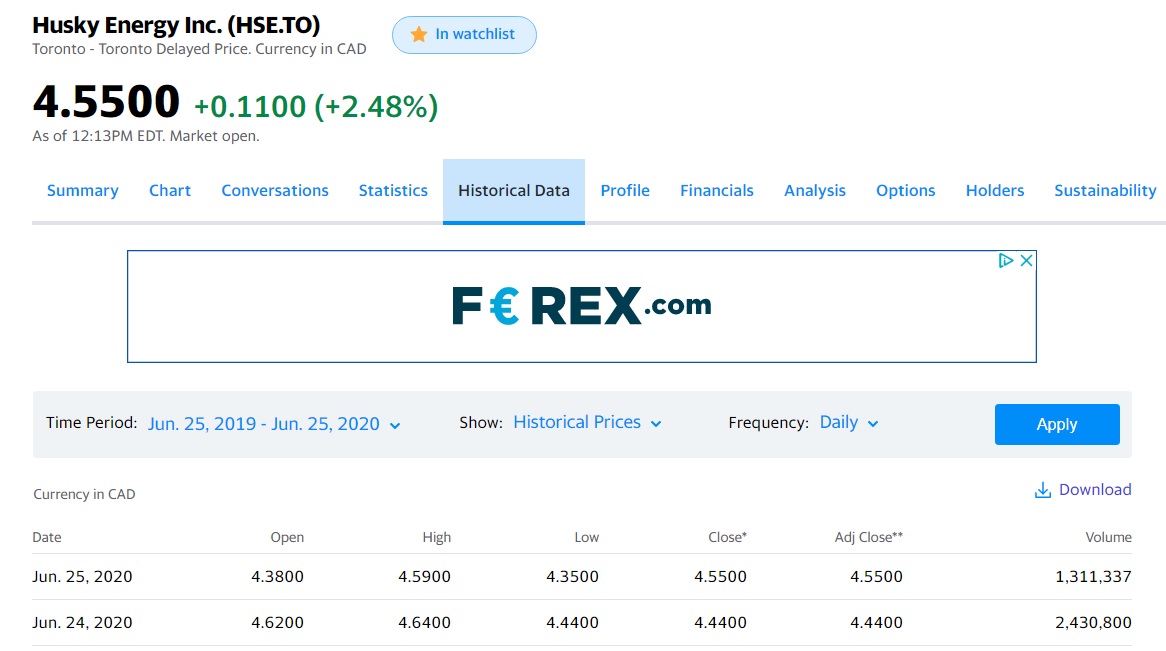 Husky Energy Inc. (HSE.TO)
Toronto - Toronto Delayed Price. Currency in CAD
In watchlist
4.5500 +0.1100 (+2.48%)
As of 12:13PM EDT. Market open.
Summary Chart Conversations Statistics Historical Data Profile Financials Analysis Options Holders Sustainability
F€REX.com
Time Period: Jun. 25, 2019 - Jun. 25, 2020 Show: Historical Prices Frequency: Daily Apply
Currency in CAD Download
Date Open High Low Close* Adj Close** Volume
Jun. 25, 2020 4.3800 4.5900 4.3500 4.5500 4.5500 1,311,337
Jun. 24, 2020 4.6200 4.6400 4.4400 4.4400 4.4400 2,430,800